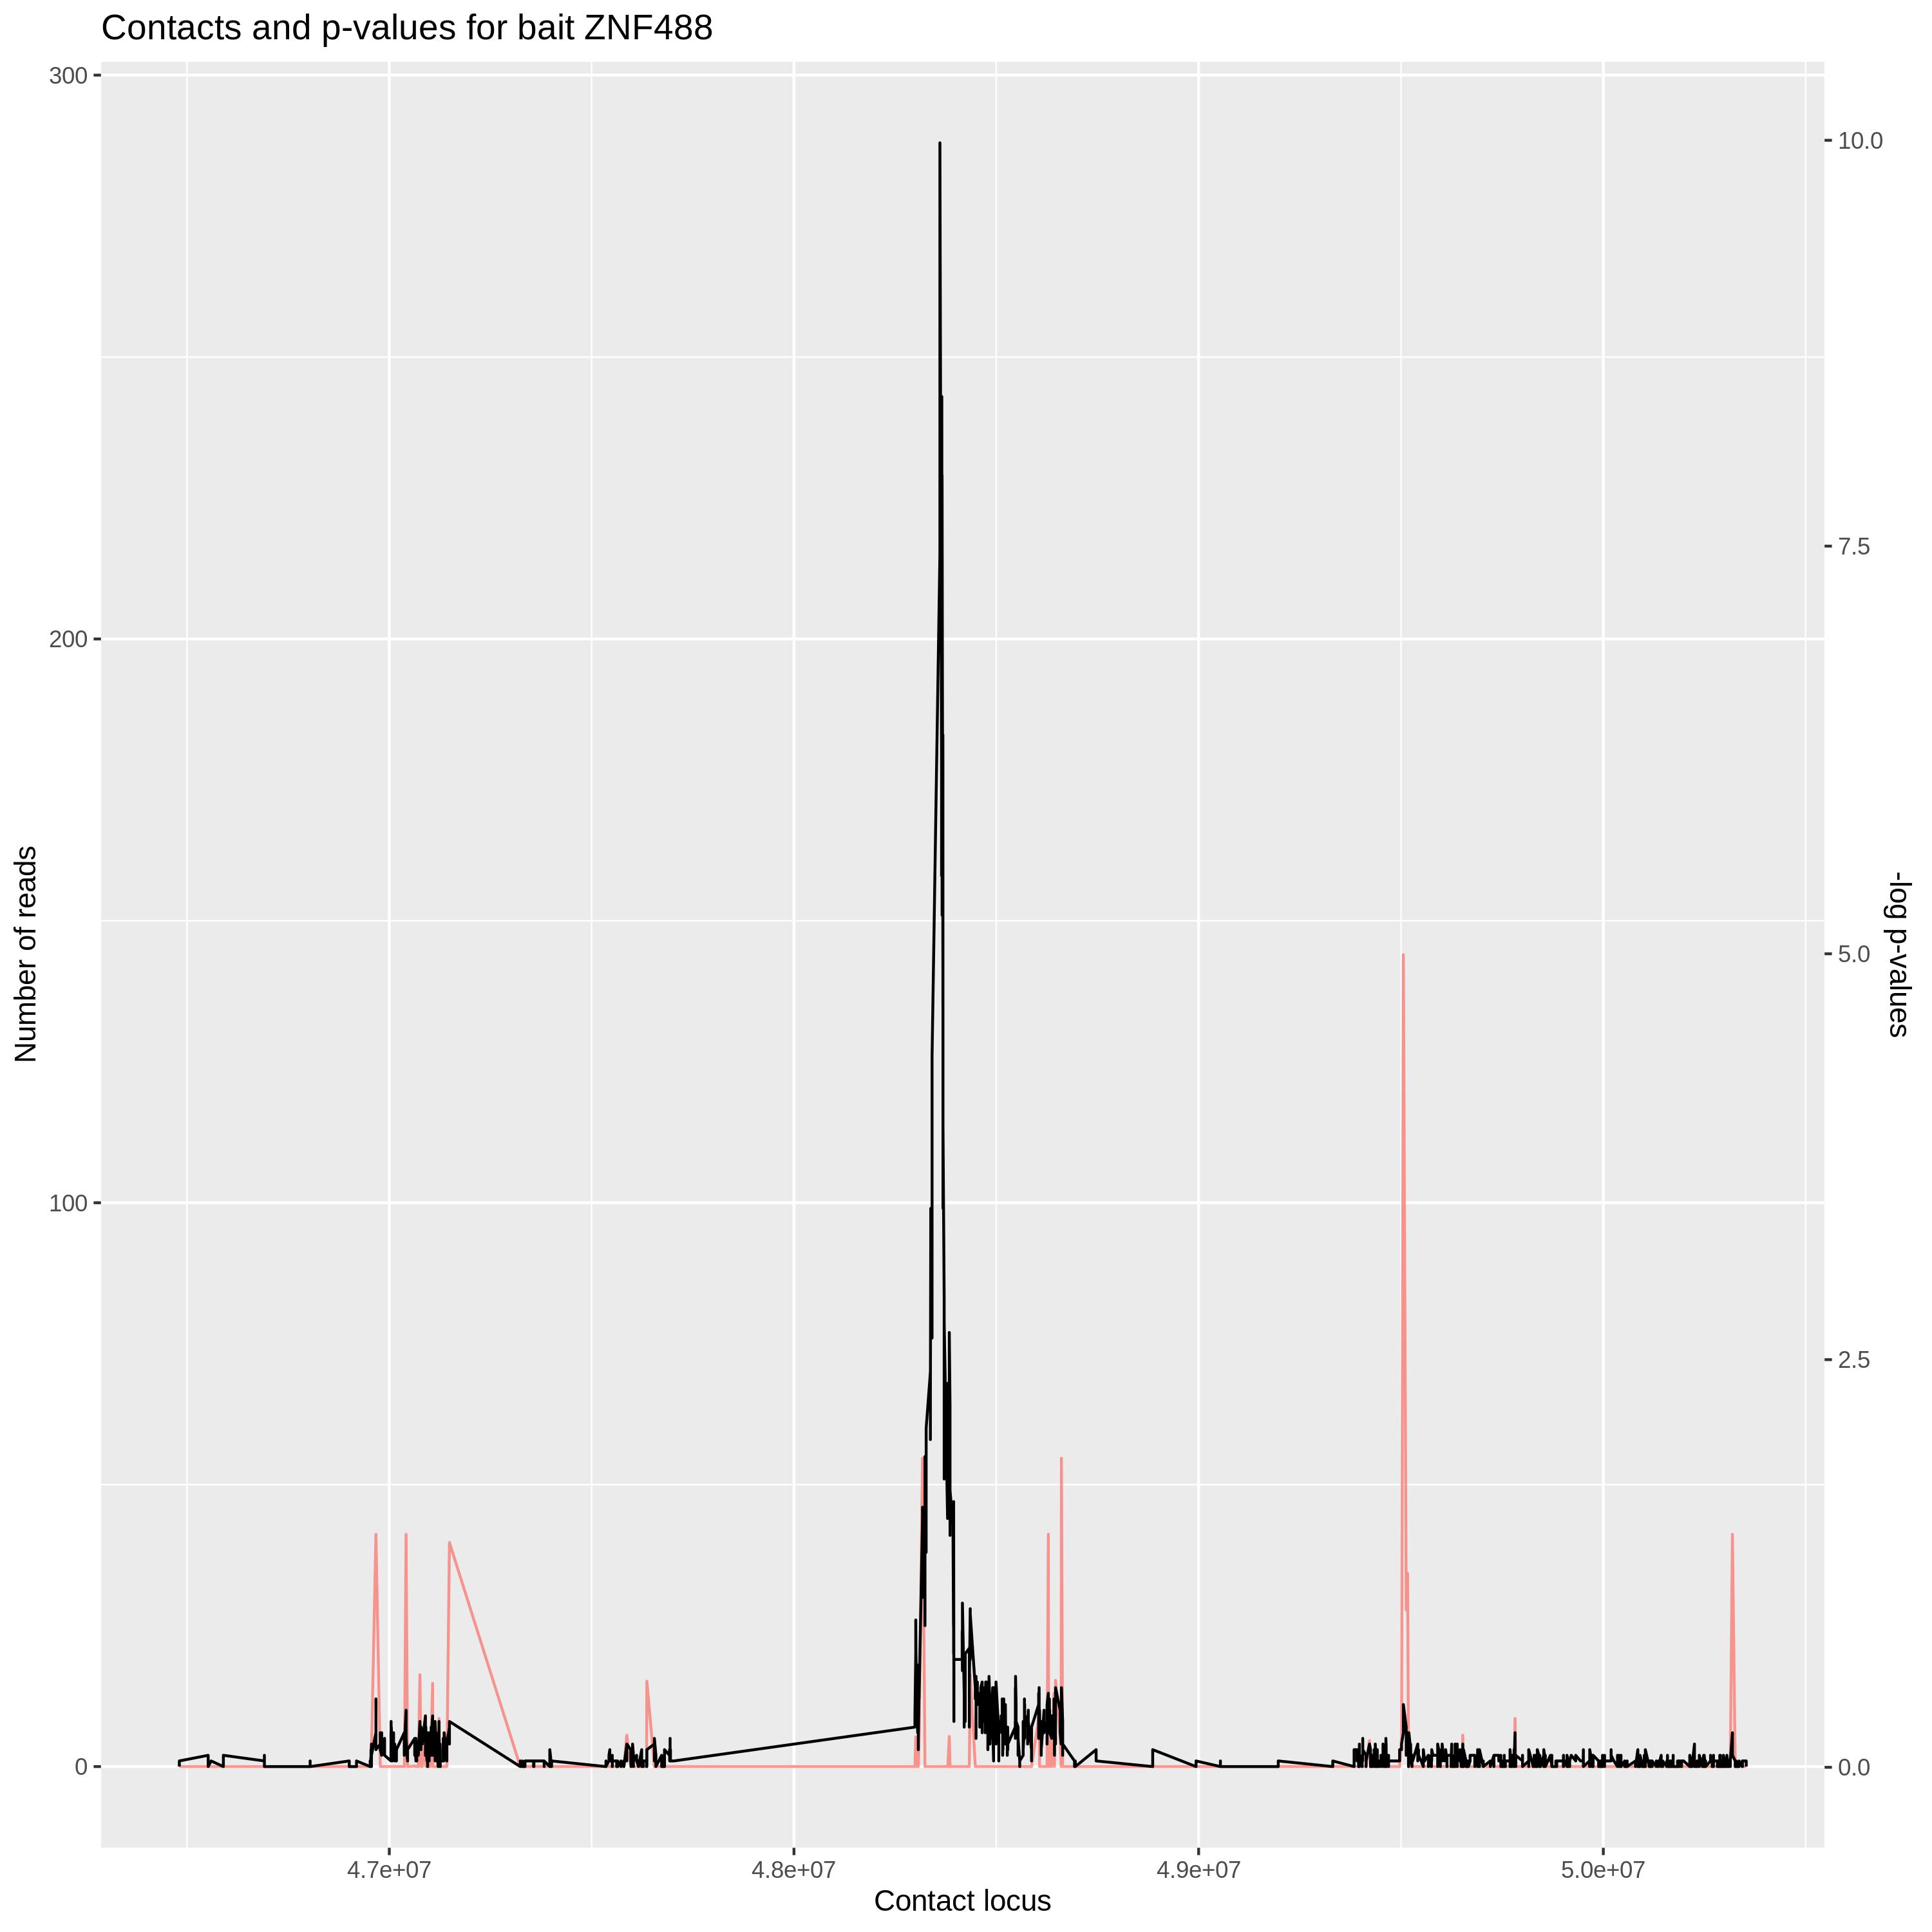 Contacts and p-values for bait ZNF488
300
200
100
0
Number of reads
10.0
7.5
5.0
2.5
0.0
-log p-values
4.7e+07 4.8e+07 4.9e+07 5.0e+07
Contact locus